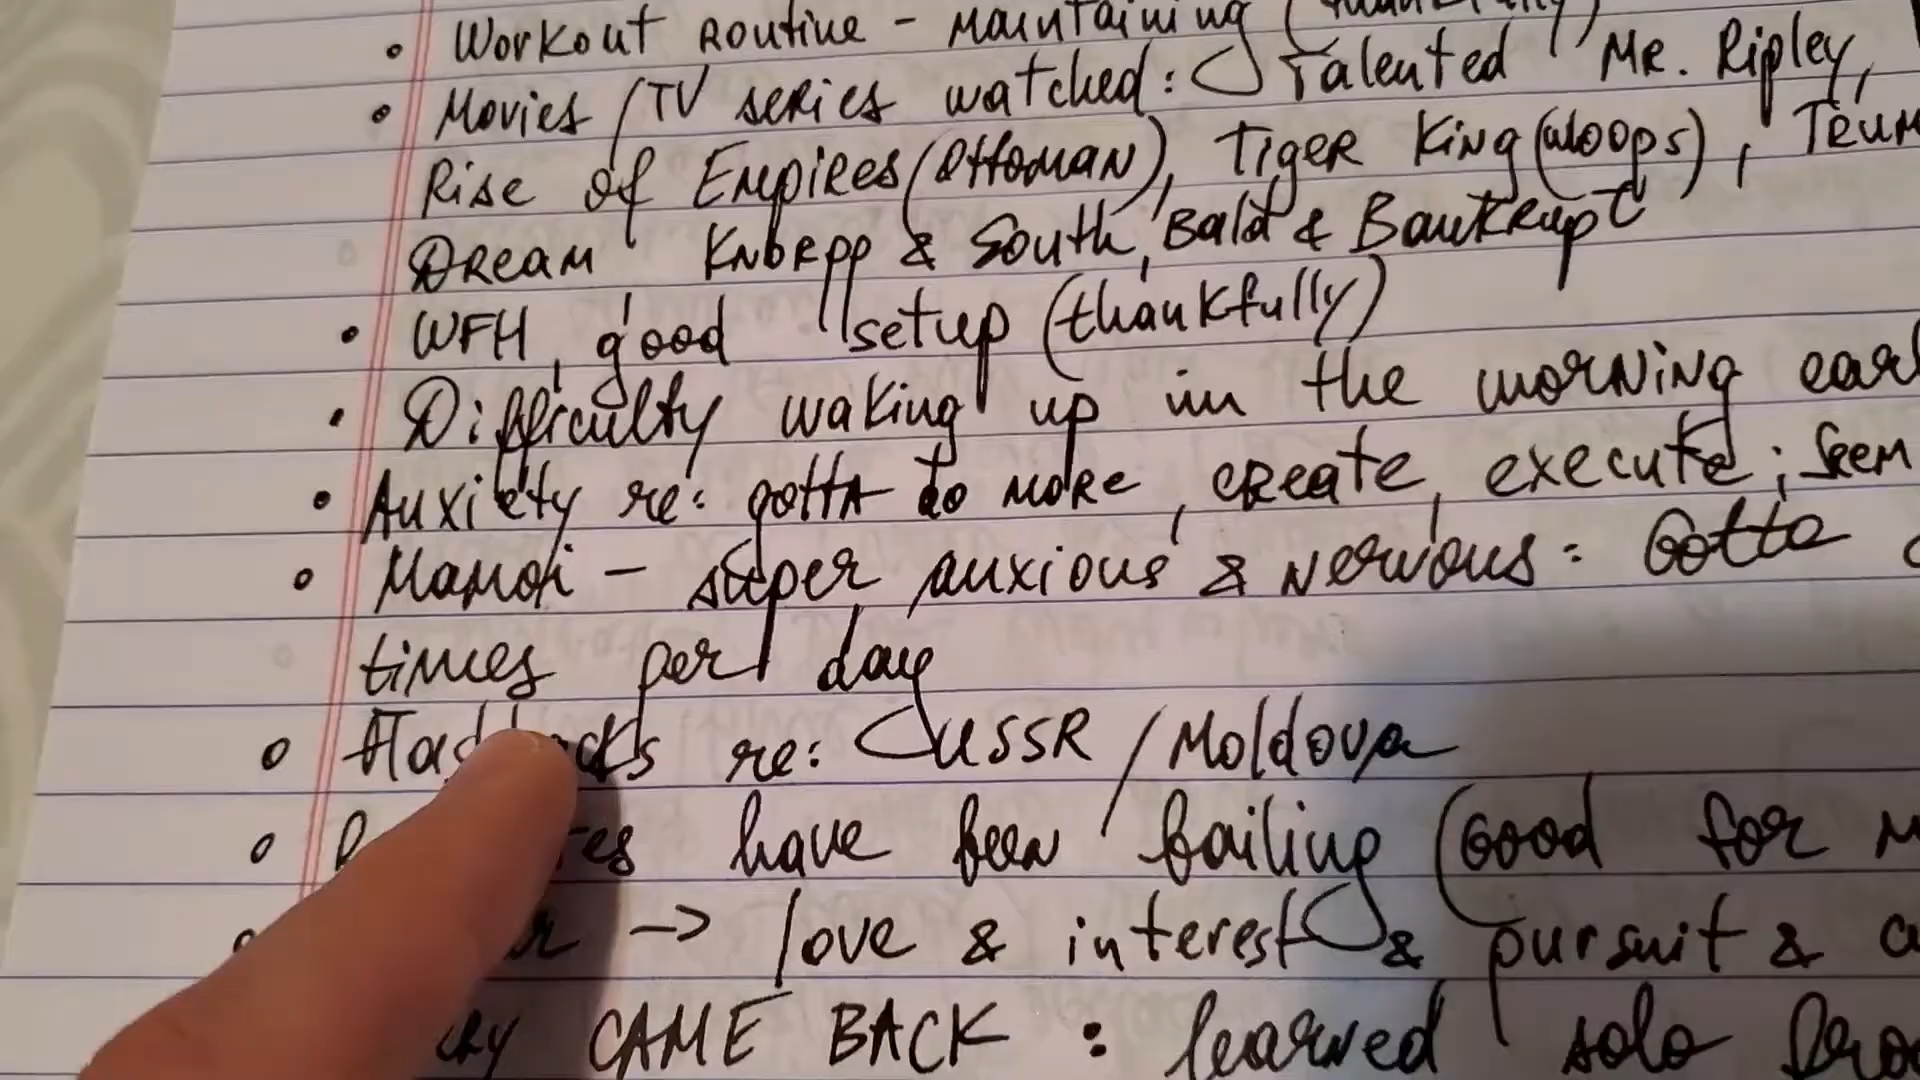 • Workout Routine - Maintaining (thankfully)
• Movies/TV series watched: Talented Mr. Ripley,
Rise of Empires (Ottoman), Tiger King (Woops),
Dream & South, Bald & Bankrupt
• WFH, good setup (thankfully)
• Difficulty waking up in the morning
• Anxiety re: gotta do more, create, execute; seem
• - super anxious & nervous: Gotta
times per day
• re: USSR/Moldova
• have been bailing (Good for
-> love & interest & pursuit &
CAME BACK: learned solo